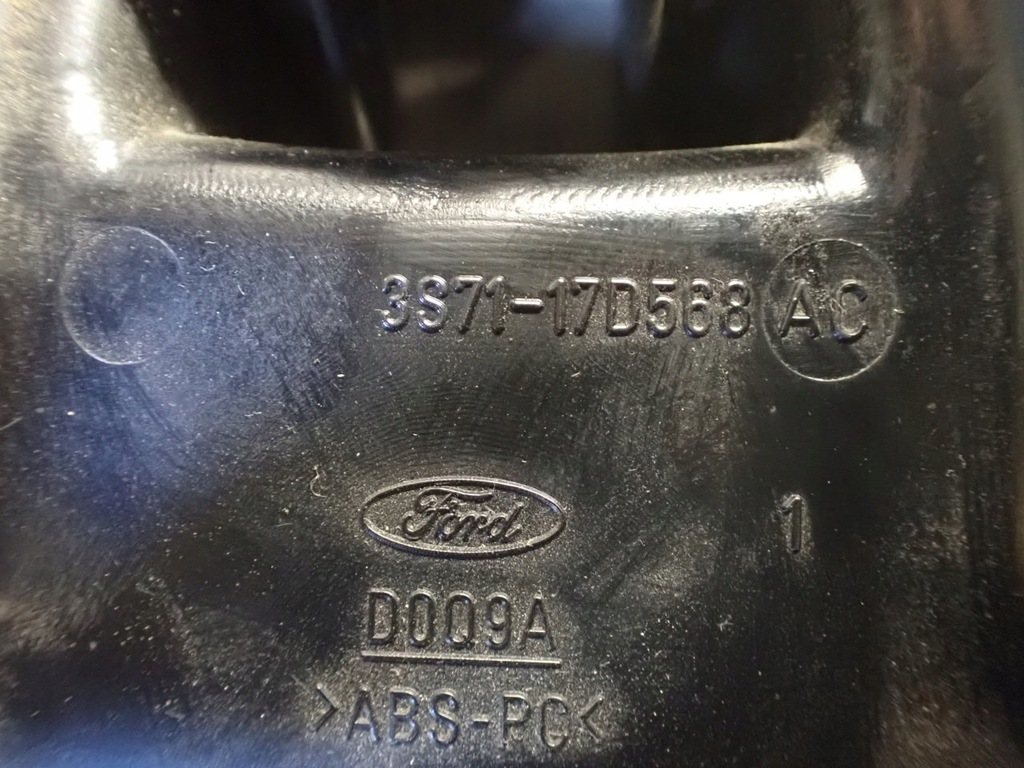 3S71-17D568 AC
Ford
1
D0Q9A
>ABS-PC<